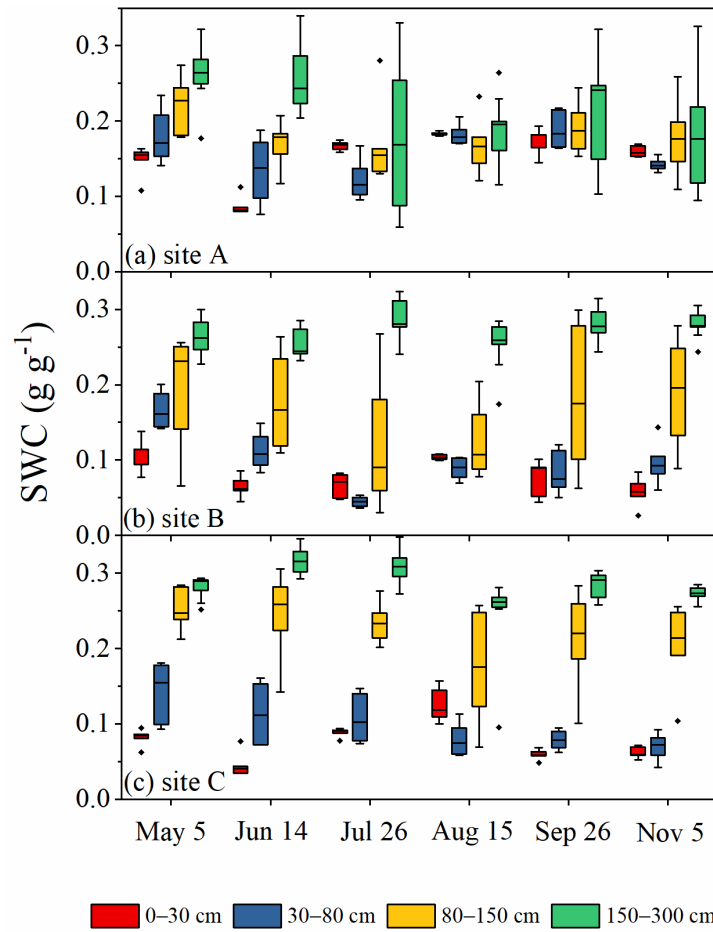 0.3
0.2
0.1
(a) site A
0.0
0.3
0.2
0.1
(b) site B
0.0
0.3
0.2
0.1
(c) site C
0.0
SWC (g g⁻¹)
May 5 Jun 14 Jul 26 Aug 15 Sep 26 Nov 5
0–30 cm 30–80 cm 80–150 cm 150–300 cm